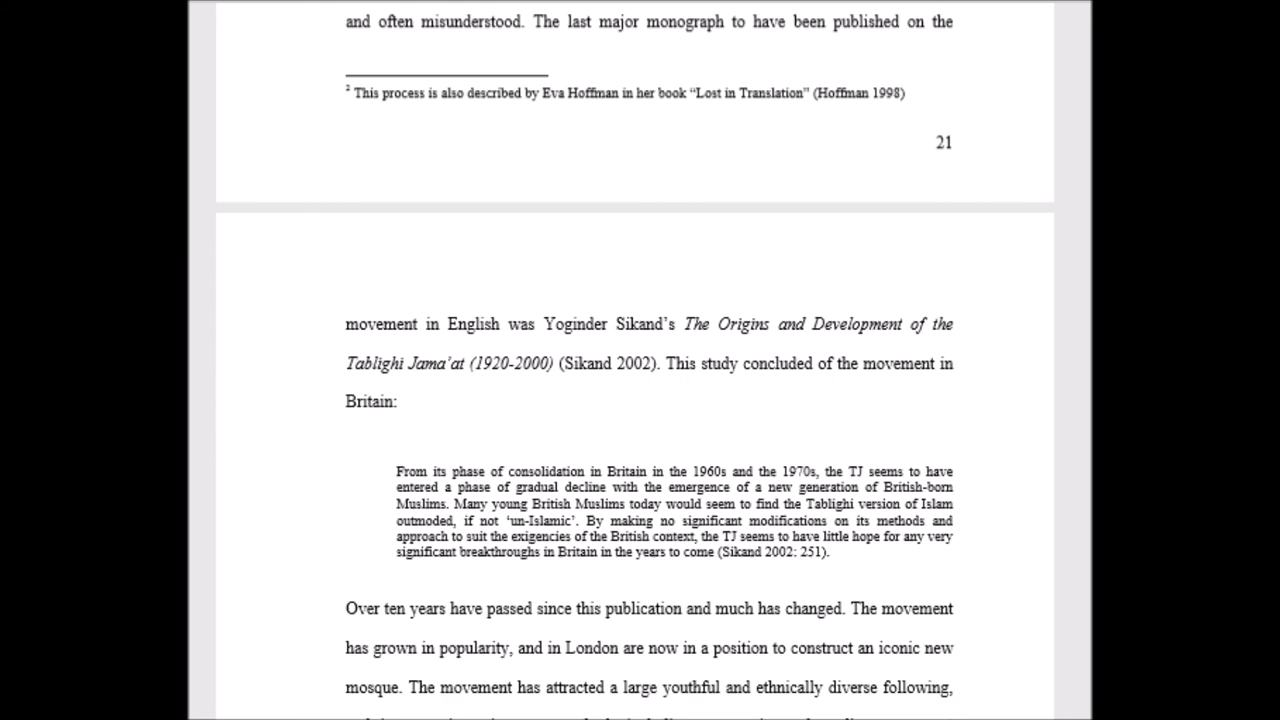 and often misunderstood. The last major monograph to have been published on the
2 This process is also described by Eva Hoffman in her book “Lost in Translation” (Hoffman 1998)
21
movement in English was Yoginder Sikand’s The Origins and Development of the
Tablighi Jama’at (1920-2000) (Sikand 2002). This study concluded of the movement in
Britain:
From its phase of consolidation in Britain in the 1960s and the 1970s, the TJ seems to have
entered a phase of gradual decline with the emergence of a new generation of British-born
Muslims. Many young British Muslims today would seem to find the Tablighi version of Islam
outmoded, if not ‘un-Islamic’. By making no significant modifications on its methods and
approach to suit the exigencies of the British context, the TJ seems to have little hope for any very
significant breakthroughs in Britain in the years to come (Sikand 2002: 251).
Over ten years have passed since this publication and much has changed. The movement
has grown in popularity, and in London are now in a position to construct an iconic new
mosque. The movement has attracted a large youthful and ethnically diverse following,